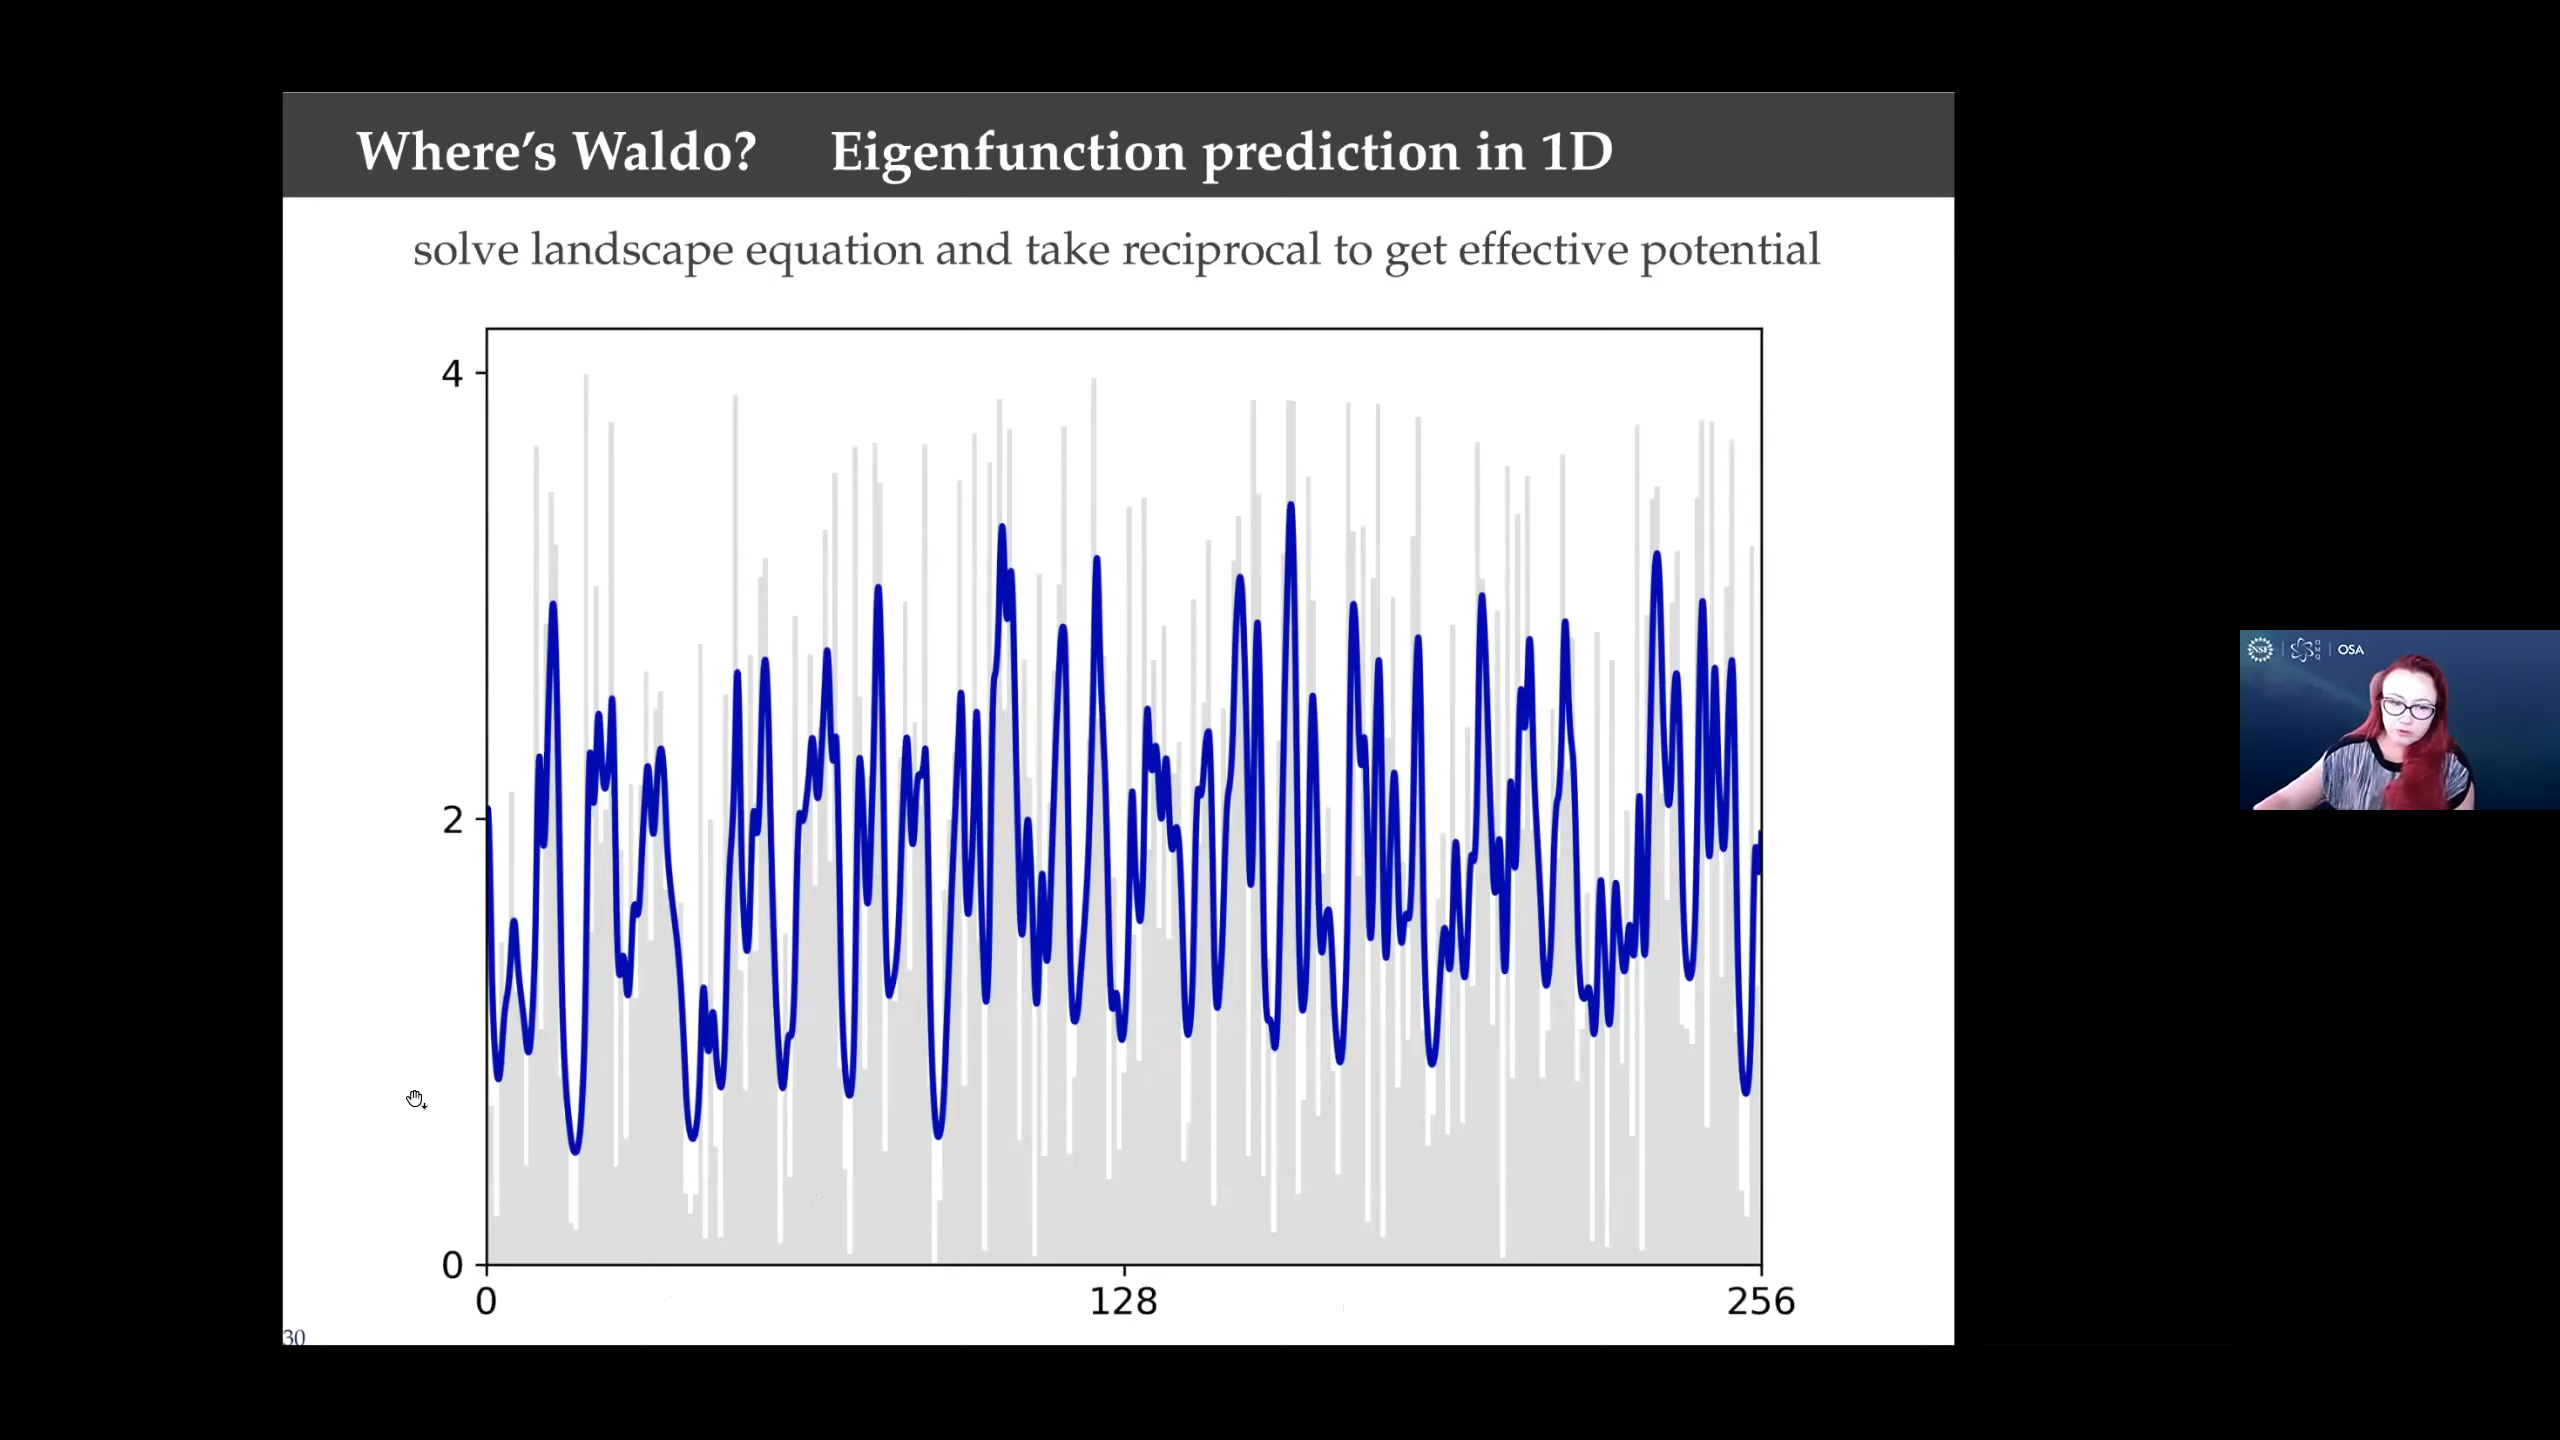 Where's Waldo? Eigenfunction prediction in 1D
solve landscape equation and take reciprocal to get effective potential
4
2
0
0 128 256
30
NSF OSA